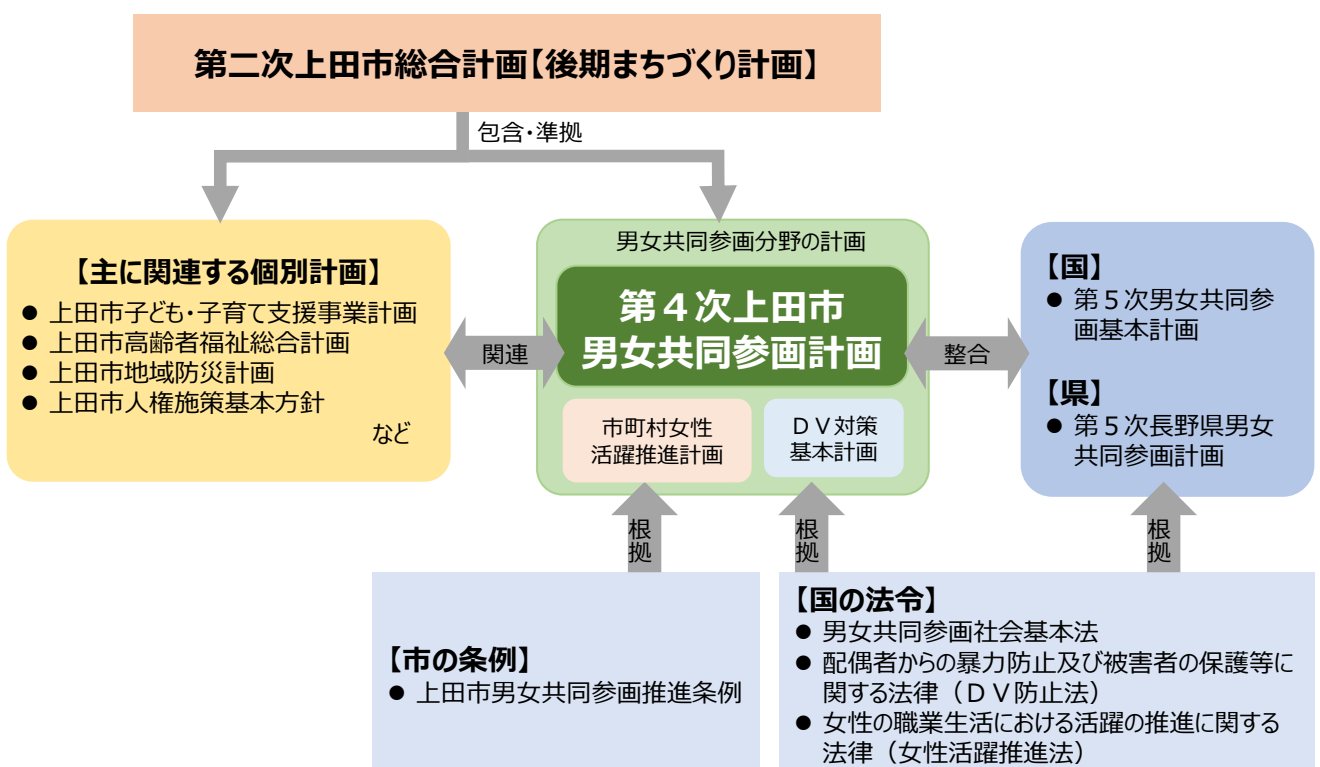 第二次上田市総合計画【後期まちづくり計画】
包含・準拠
【主に関連する個別計画】
● 上田市子ども・子育て支援事業計画
● 上田市高齢者福祉総合計画
● 上田市地域防災計画
● 上田市人権施策基本方針
など
関連
男女共同参画分野の計画
第４次上田市
男女共同参画計画
市町村女性
活躍推進計画
ＤＶ対策
基本計画
整合
【国】
● 第５次男女共同参
画基本計画
【県】
● 第５次長野県男女
共同参画計画
根拠
根拠
根拠
【市の条例】
● 上田市男女共同参画推進条例
【国の法令】
● 男女共同参画社会基本法
● 配偶者からの暴力防止及び被害者の保護等に
関する法律（ＤＶ防止法）
● 女性の職業生活における活躍の推進に関する
法律（女性活躍推進法）